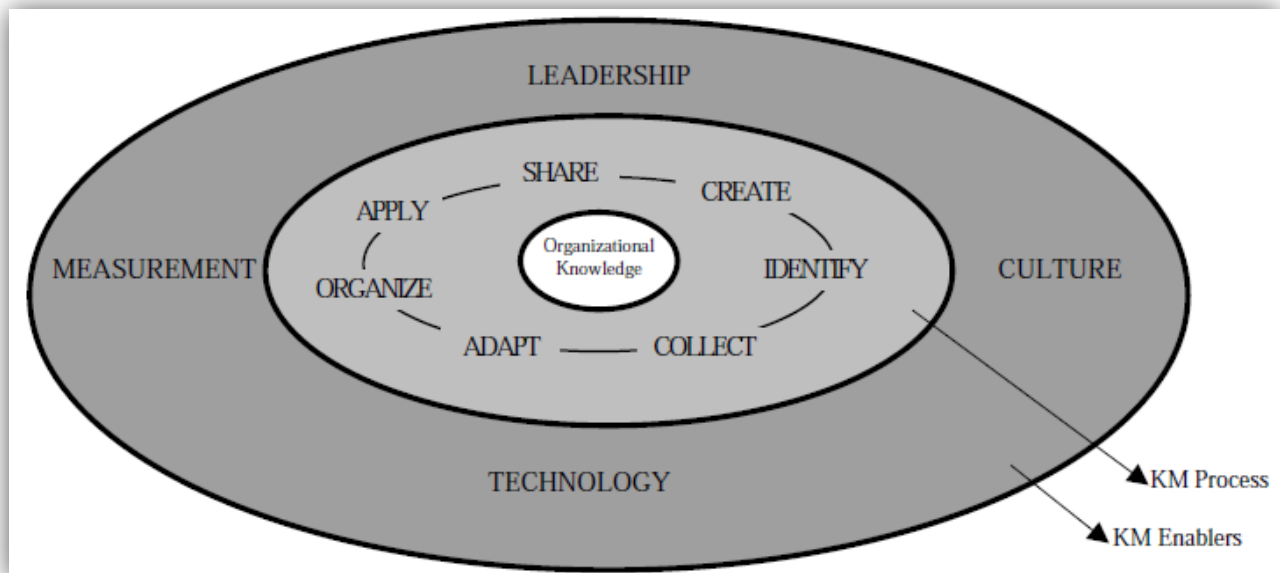 LEADERSHIP
SHARE
CREATE
APPLY
Organizational
Knowledge
MEASUREMENT
IDENTIFY
CULTURE
ORGANIZE
ADAPT
COLLECT
TECHNOLOGY
KM Process
KM Enablers